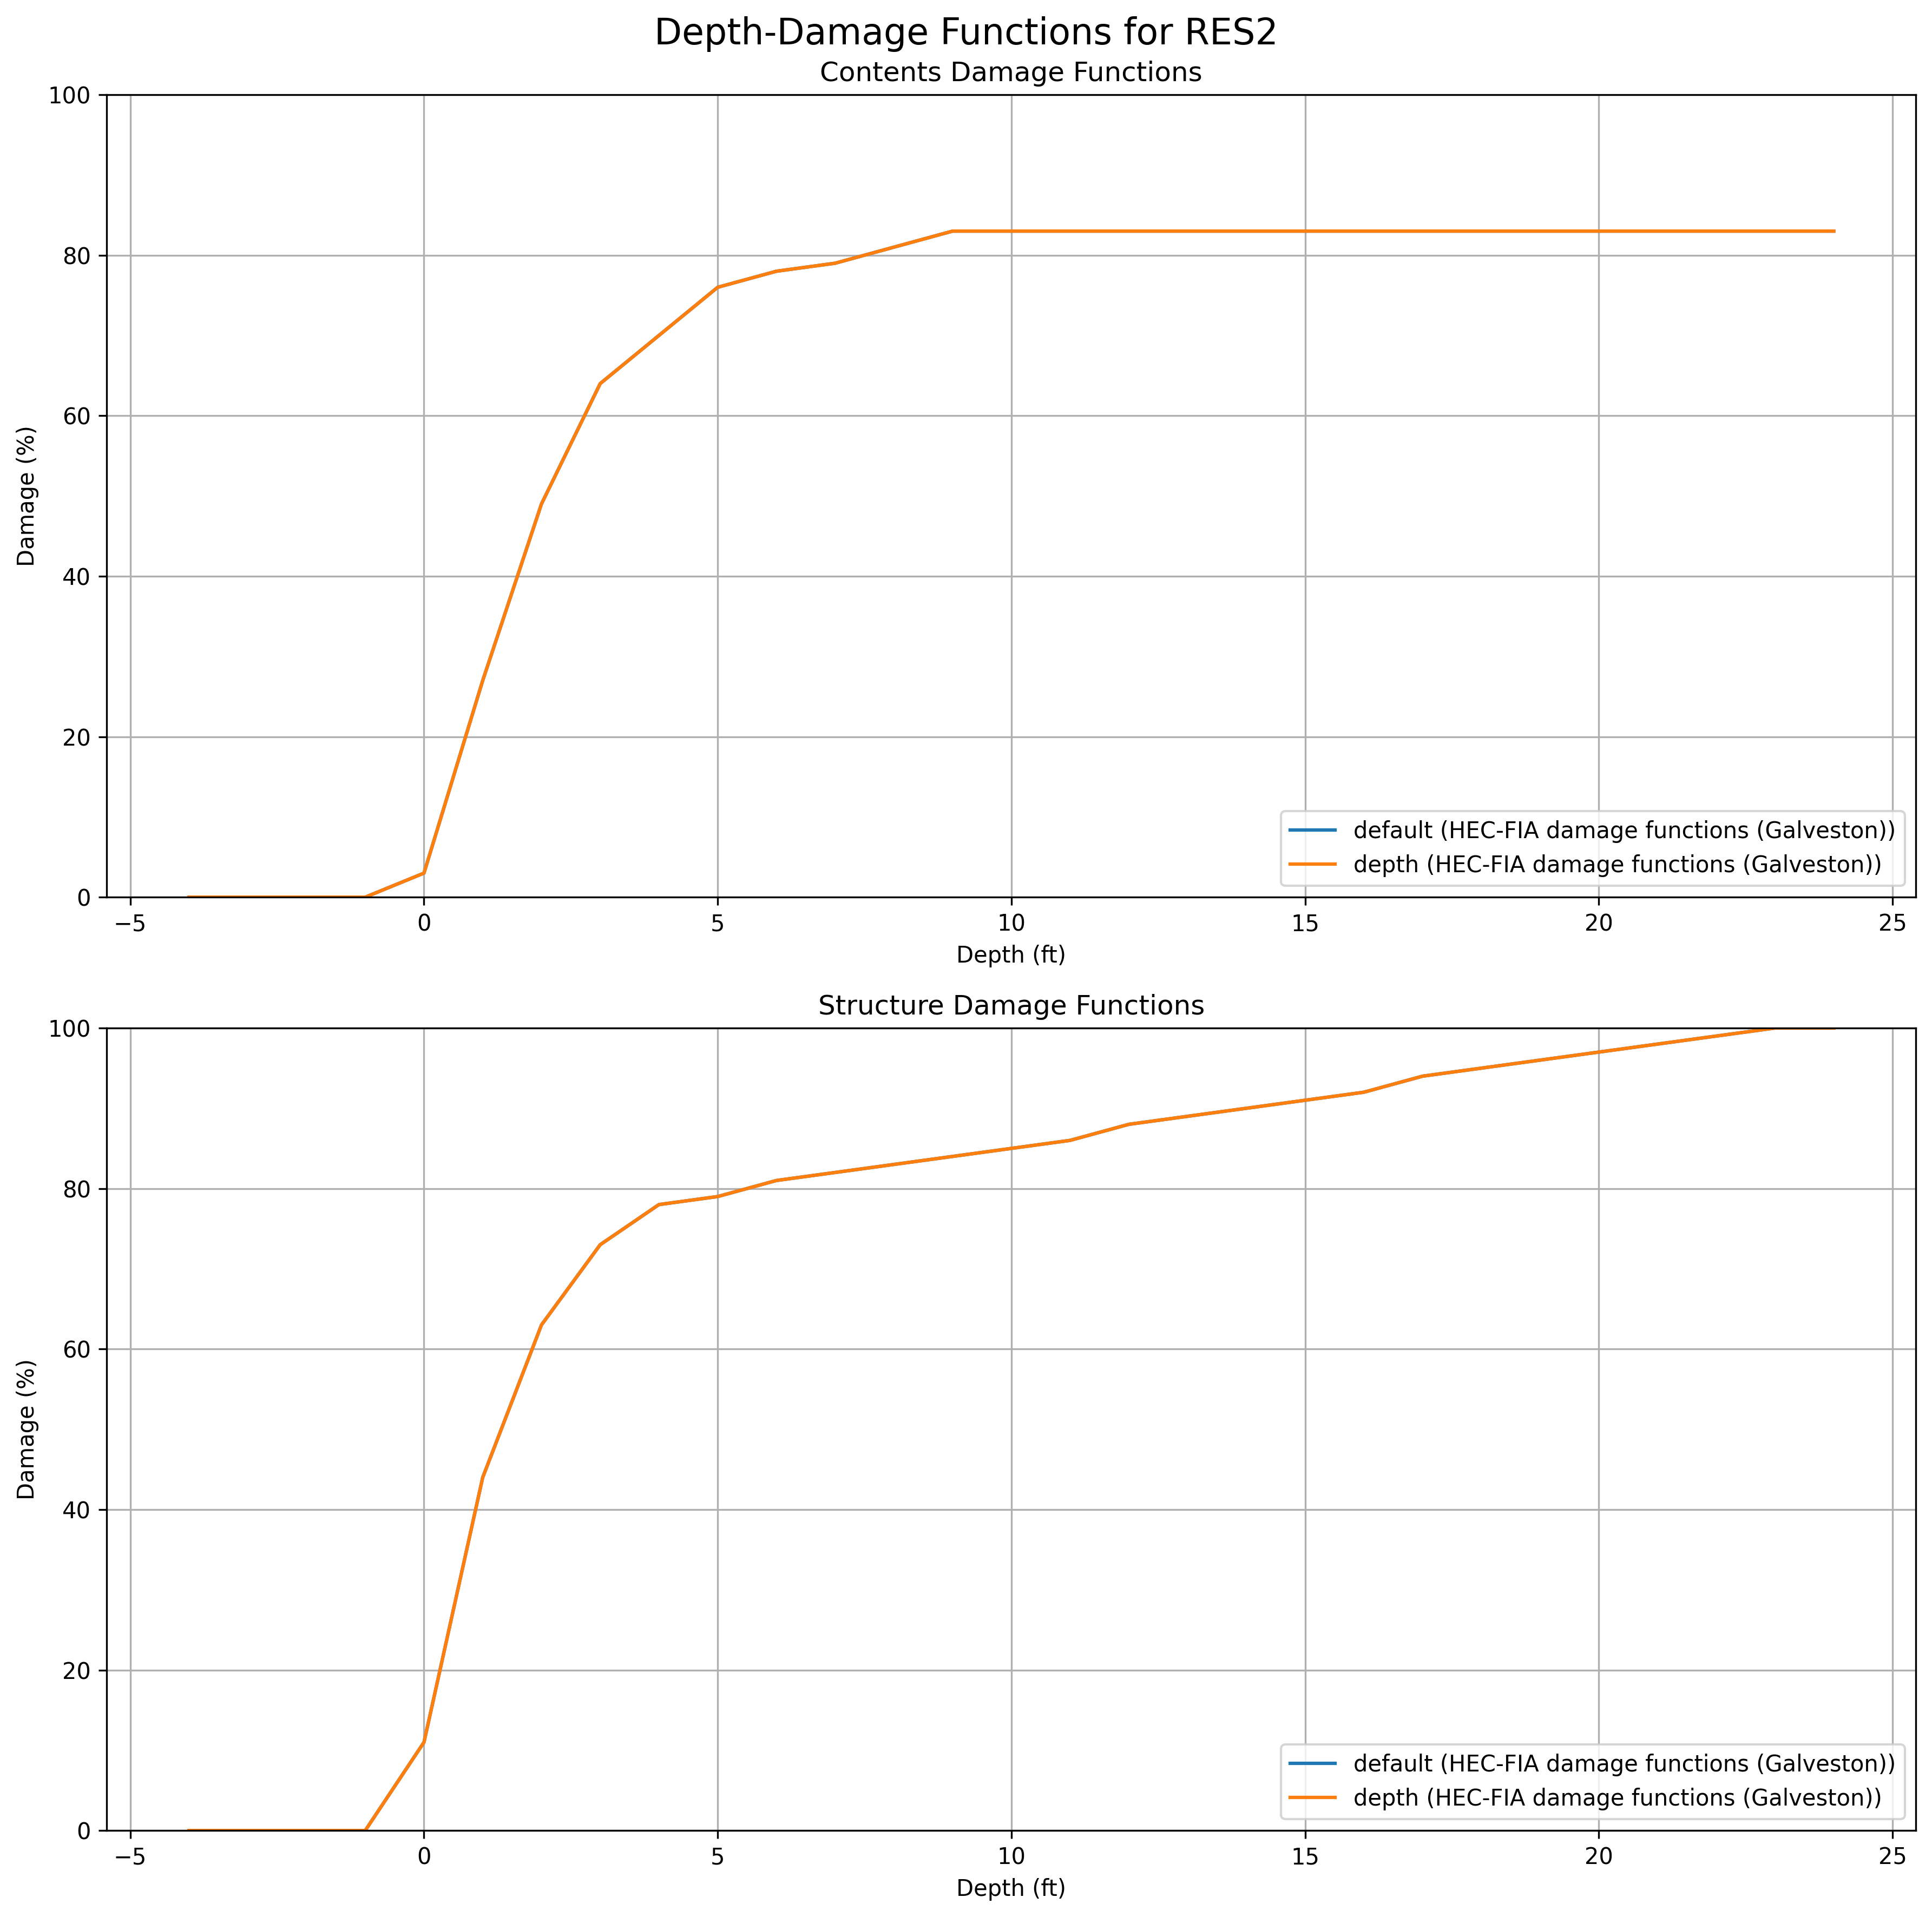 Depth-Damage Functions for RES2
Contents Damage Functions
100
80
60
40
20
0
Damage (%)
−5 0 5 10 15 20 25
Depth (ft)
default (HEC-FIA damage functions (Galveston))
depth (HEC-FIA damage functions (Galveston))
Structure Damage Functions
100
80
60
40
20
0
Damage (%)
−5 0 5 10 15 20 25
Depth (ft)
default (HEC-FIA damage functions (Galveston))
depth (HEC-FIA damage functions (Galveston))